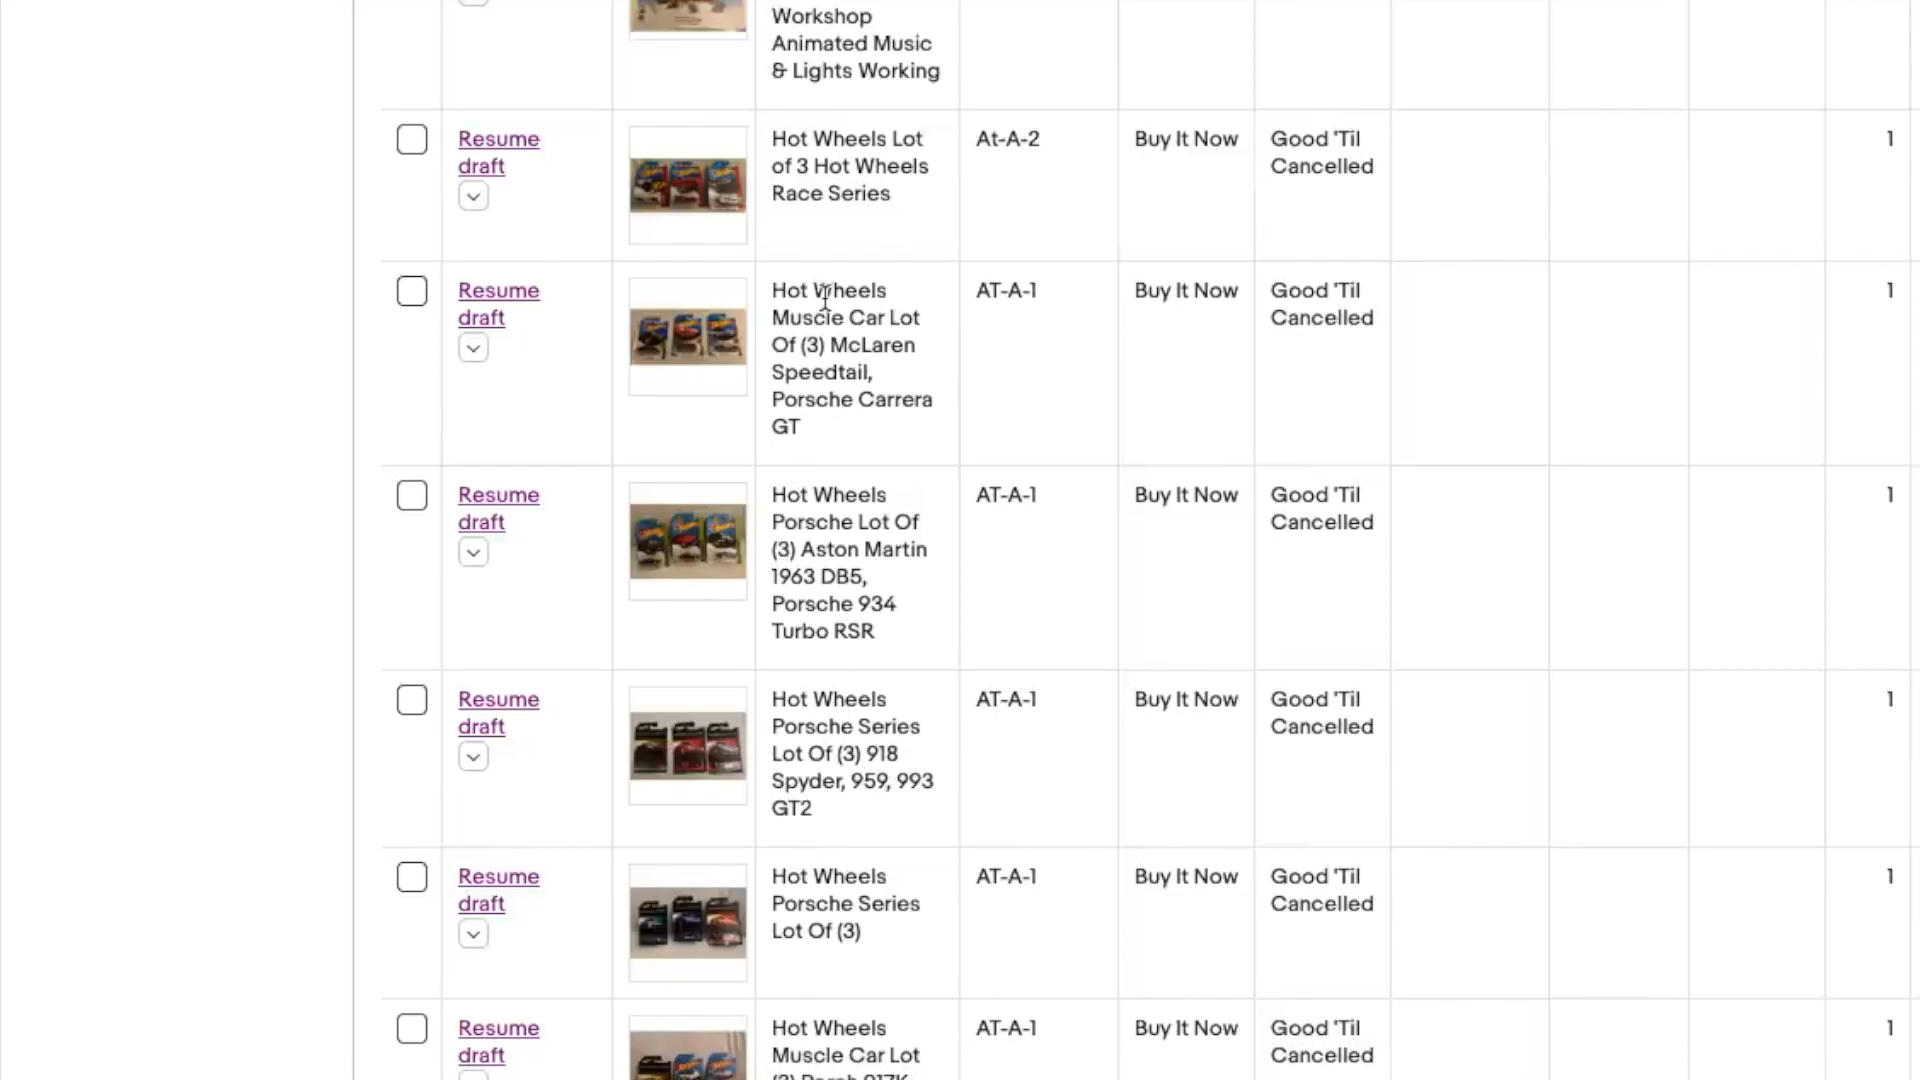 Workshop
Animated Music
& Lights Working
Resume
draft
Hot Wheels Lot
of 3 Hot Wheels
Race Series
At-A-2
Buy It Now
Good 'Til
Cancelled
1
Resume
draft
Hot Wheels
Muscle Car Lot
Of (3) McLaren
Speedtail,
Porsche Carrera
GT
AT-A-1
Buy It Now
Good 'Til
Cancelled
1
Resume
draft
Hot Wheels
Porsche Lot Of
(3) Aston Martin
1963 DB5,
Porsche 934
Turbo RSR
AT-A-1
Buy It Now
Good 'Til
Cancelled
1
Resume
draft
Hot Wheels
Porsche Series
Lot Of (3) 918
Spyder, 959, 993
GT2
AT-A-1
Buy It Now
Good 'Til
Cancelled
1
Resume
draft
Hot Wheels
Porsche Series
Lot Of (3)
AT-A-1
Buy It Now
Good 'Til
Cancelled
1
Resume
draft
Hot Wheels
Muscle Car Lot
AT-A-1
Buy It Now
Good 'Til
Cancelled
1